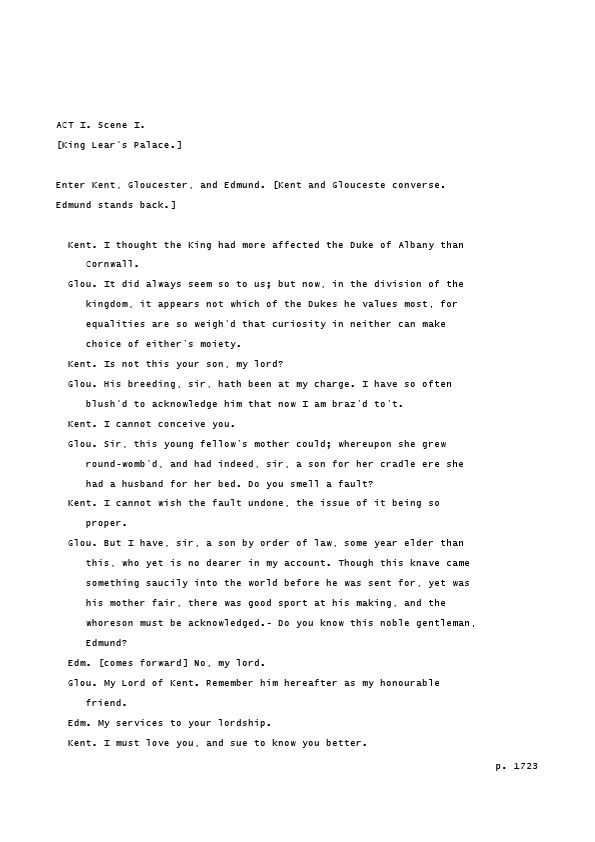 ACT I. Scene I.
[King Lear's Palace.]
Enter Kent, Gloucester, and Edmund. [Kent and Glouceste converse.
Edmund stands back.]
Kent. I thought the King had more affected the Duke of Albany than
Cornwall.
Glou. It did always seem so to us; but now, in the division of the
kingdom, it appears not which of the Dukes he values most, for
equalities are so weigh'd that curiosity in neither can make
choice of either's moiety.
Kent. Is not this your son, my lord?
Glou. His breeding, sir, hath been at my charge. I have so often
blush'd to acknowledge him that now I am braz'd to't.
Kent. I cannot conceive you.
Glou. Sir, this young fellow's mother could; whereupon she grew
round-womb'd, and had indeed, sir, a son for her cradle ere she
had a husband for her bed. Do you smell a fault?
Kent. I cannot wish the fault undone, the issue of it being so
proper.
Glou. But I have, sir, a son by order of law, some year elder than
this, who yet is no dearer in my account. Though this knave came
something saucily into the world before he was sent for, yet was
his mother fair, there was good sport at his making, and the
whoreson must be acknowledged.- Do you know this noble gentleman,
Edmund?
Edm. [comes forward] No, my lord.
Glou. My Lord of Kent. Remember him hereafter as my honourable
friend.
Edm. My services to your lordship.
Kent. I must love you, and sue to know you better.
p. 1723